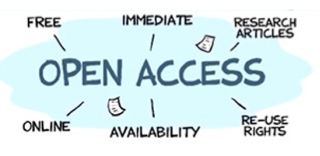 FREE
IMMEDIATE
RESEARCH
ARTICLES
OPEN ACCESS
ONLINE
AVAILABILITY
RE-USE
RIGHTS